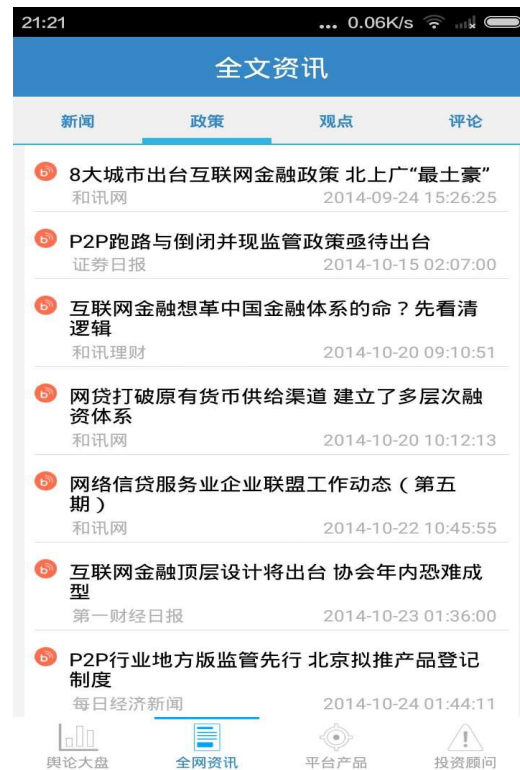 21:21 ... 0.06K/s
全文资讯
新闻 政策 观点 评论
8大城市出台互联网金融政策 北上广“最土豪”
和讯网 2014-09-24 15:26:25
P2P跑路与倒闭并现监管政策亟待出台
证券日报 2014-10-15 02:07:00
互联网金融想革中国金融体系的命？先看清
逻辑
和讯理财 2014-10-20 09:10:51
网贷打破原有货币供给渠道 建立了多层次融
资体系
和讯网 2014-10-20 10:12:13
网络信贷服务业企业联盟工作动态（第五
期）
和讯网 2014-10-22 10:45:55
互联网金融顶层设计将出台 协会年内恐难成
型
第一财经日报 2014-10-23 01:36:00
P2P行业地方版监管先行 北京拟推产品登记
制度
每日经济新闻 2014-10-24 01:44:11
舆论大盘 全网资讯 平台产品 投资顾问